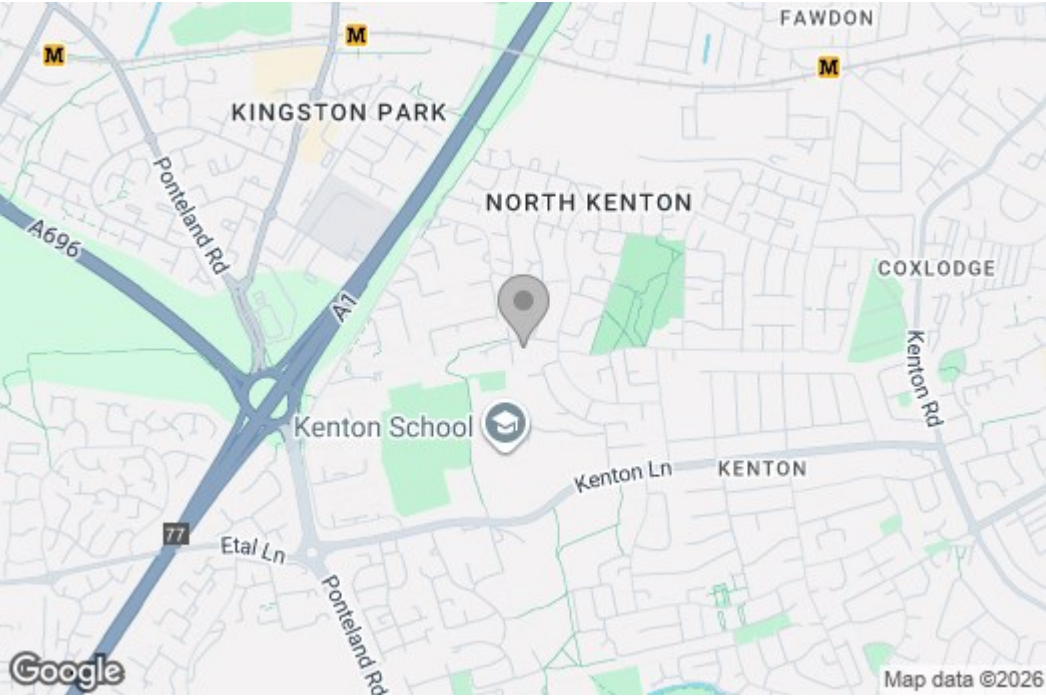 FAWDON
M
M
M
KINGSTON PARK
Ponteland Rd
NORTH KENTON
A696
COXLODGE
A1
Kenton Rd
Kenton School
Kenton Ln
KENTON
77
Etal Ln
Ponteland Rd
Google
Map data ©2026